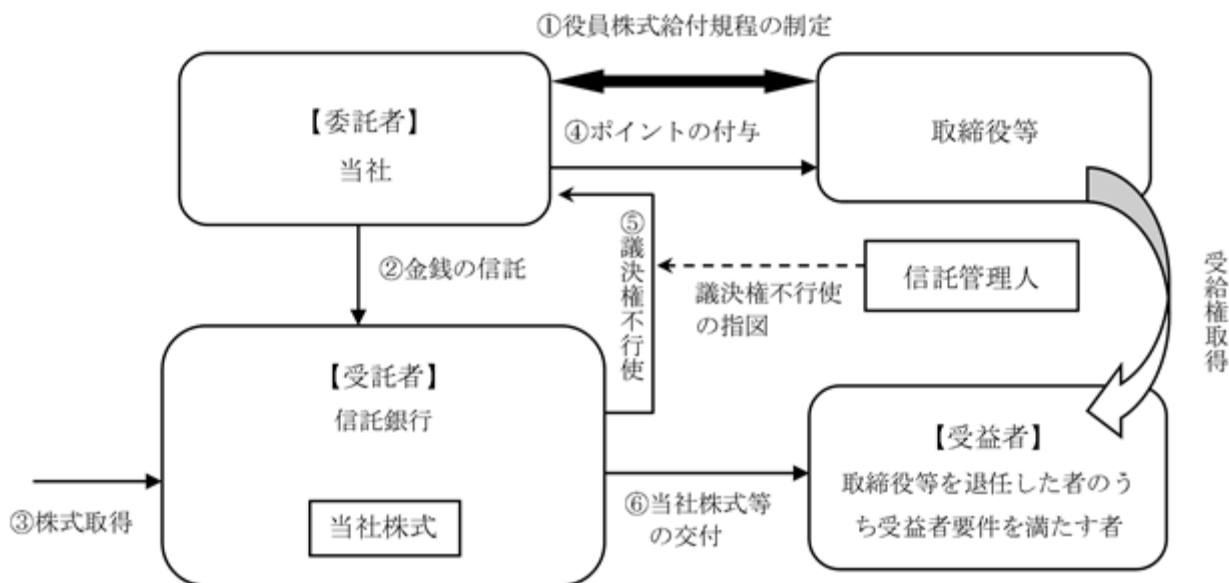 ①役員株式給付規程の制定
【委託者】
当社
④ポイントの付与
取締役等
②金銭の信託
⑤議決権不行使
議決権不行使
の指図
信託管理人
受給権取得
【受託者】
信託銀行
③株式取得
当社株式
⑥当社株式等
の交付
【受益者】
取締役等を退任した者のう
ち受益者要件を満たす者